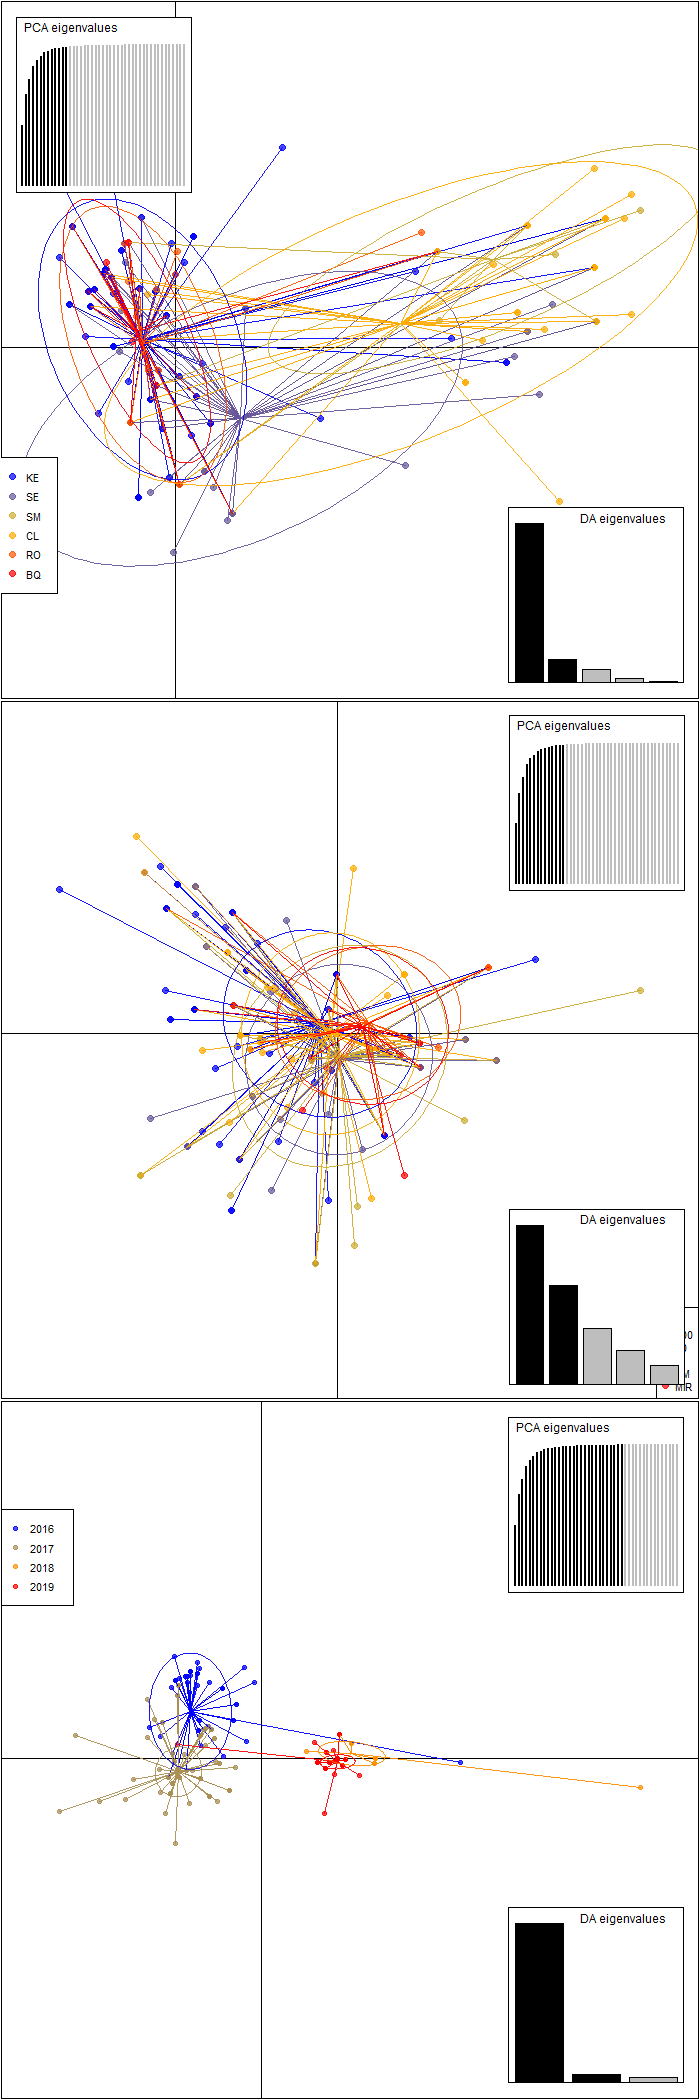 PCA eigenvalues
KE
SE
SM
CL
RO
BQ
DA eigenvalues
PCA eigenvalues
DA eigenvalues
MIR
PCA eigenvalues
2016
2017
2018
2019
DA eigenvalues